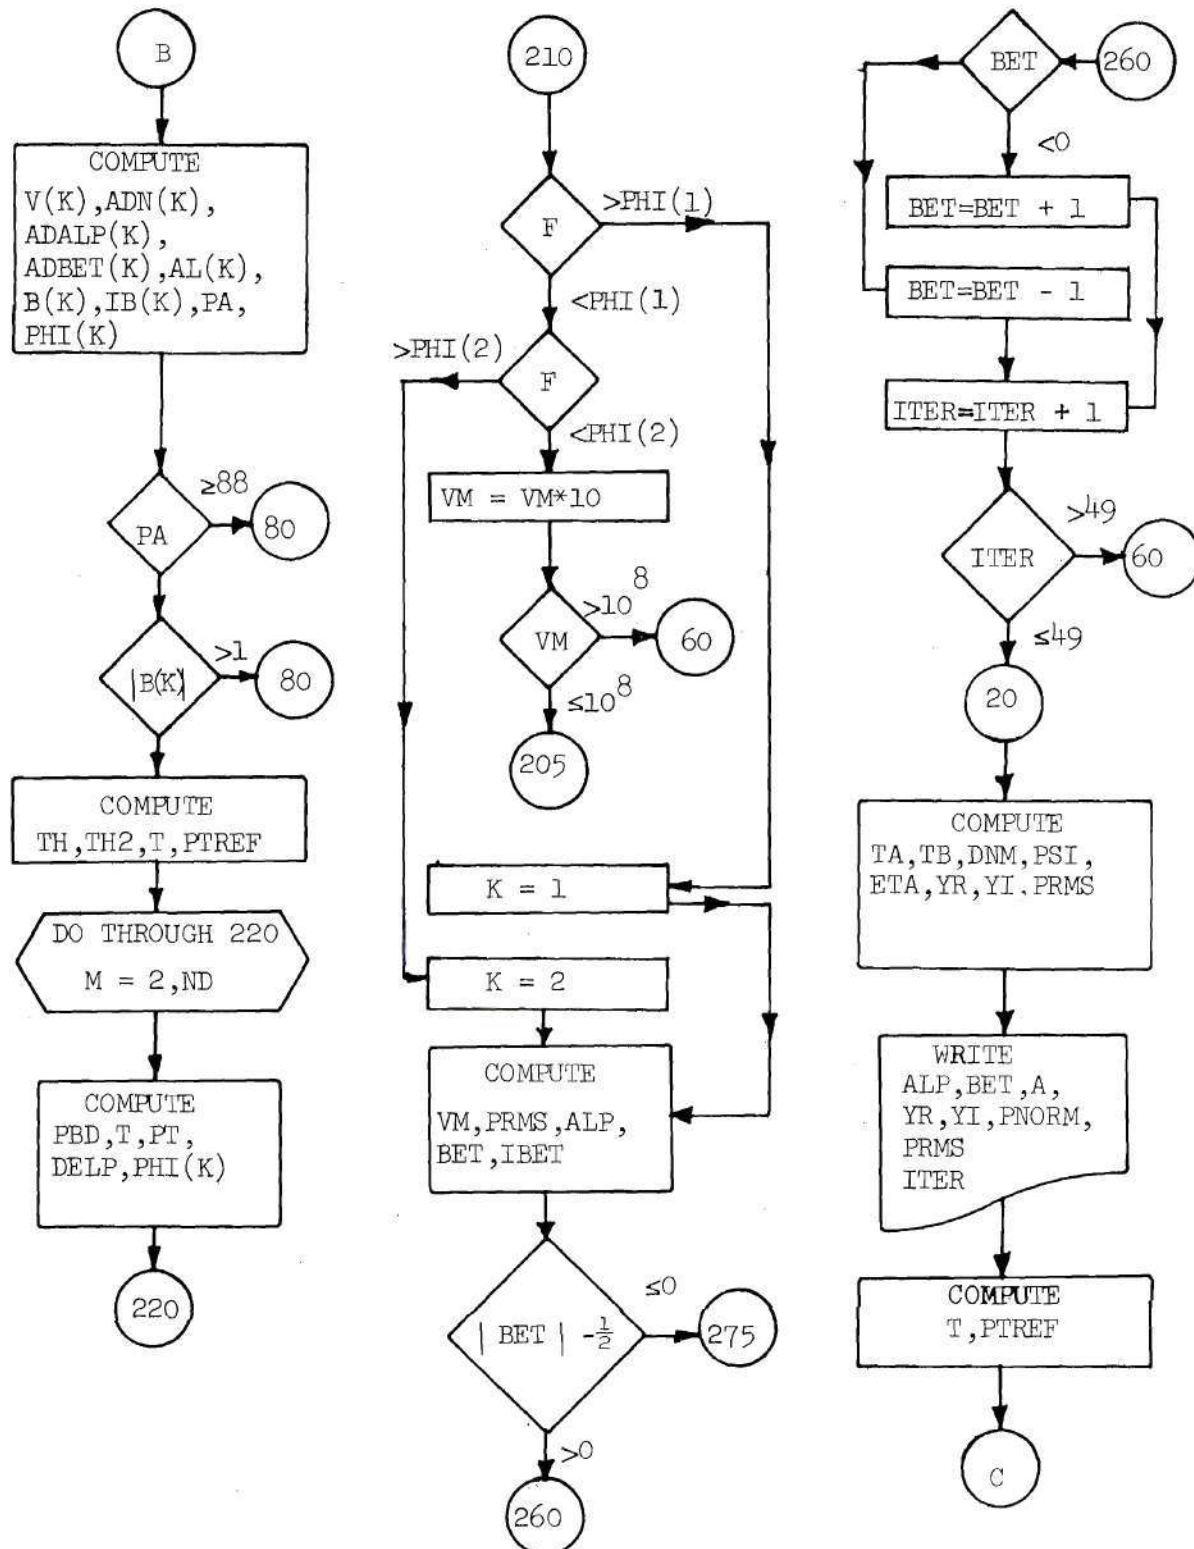 B
COMPUTE
V(K),ADN(K),
ADALP(K),
ADBET(K),AL(K),
B(K),IB(K),PA,
PHI(K)
≥88
PA
80
>1
|B(K)|
80
COMPUTE
TH,TH2,T,PTREF
DO THROUGH 220
M = 2,ND
COMPUTE
PBD,T,PT,
DELP,PHI(K)
220
210
>PHI(1)
F
<PHI(1)
>PHI(2)
F
<PHI(2)
VM = VM*10
>10^8
VM
60
≤10^8
205
K = 1
K = 2
COMPUTE
VM,PRMS,ALP,
BET,IBET
≤0
| BET | -1/2
275
>0
260
BET
260
<0
BET=BET + 1
BET=BET - 1
ITER=ITER + 1
>49
ITER
60
≤49
20
COMPUTE
TA,TB,DNM,PSI,
ETA,YR,YI.PRMS
WRITE
ALP,BET,A,
YR,YI,PNORM,
PRMS
ITER
COMPUTE
T,PTREF
C